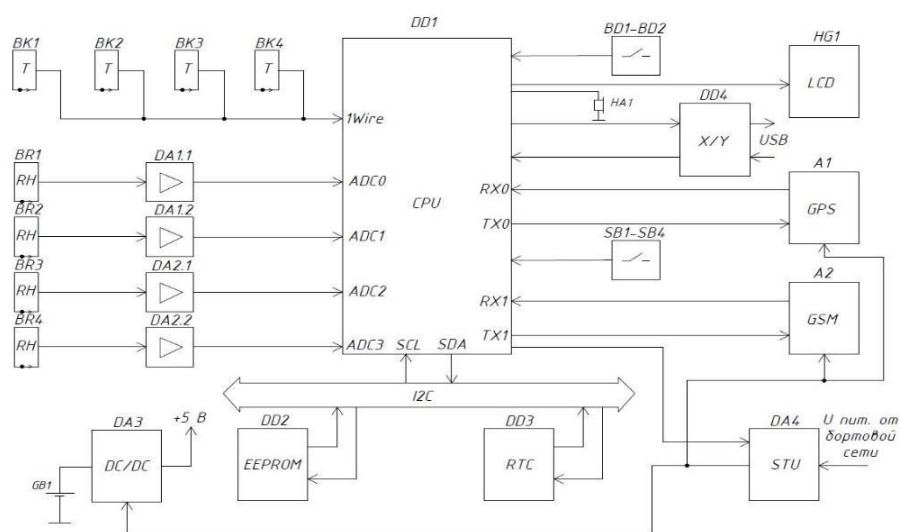 DD1
BK1 BK2 BK3 BK4
T T T T
BD1-BD2
HG1
LCD
HA1
DD4
X/Y
USB
1Wire
BR1 DA1.1
RH
ADC0
BR2 DA1.2
RH
ADC1
BR3 DA2.1
RH
ADC2
BR4 DA2.2
RH
ADC3
CPU
SCL SDA
RX0
TX0
A1
GPS
SB1-SB4
RX1
TX1
A2
GSM
I2C
DA3
+5 В
DC/DC
GB1
DD2
EEPROM
DD3
RTC
DA4
STU
U пит. от
бортовой
сети